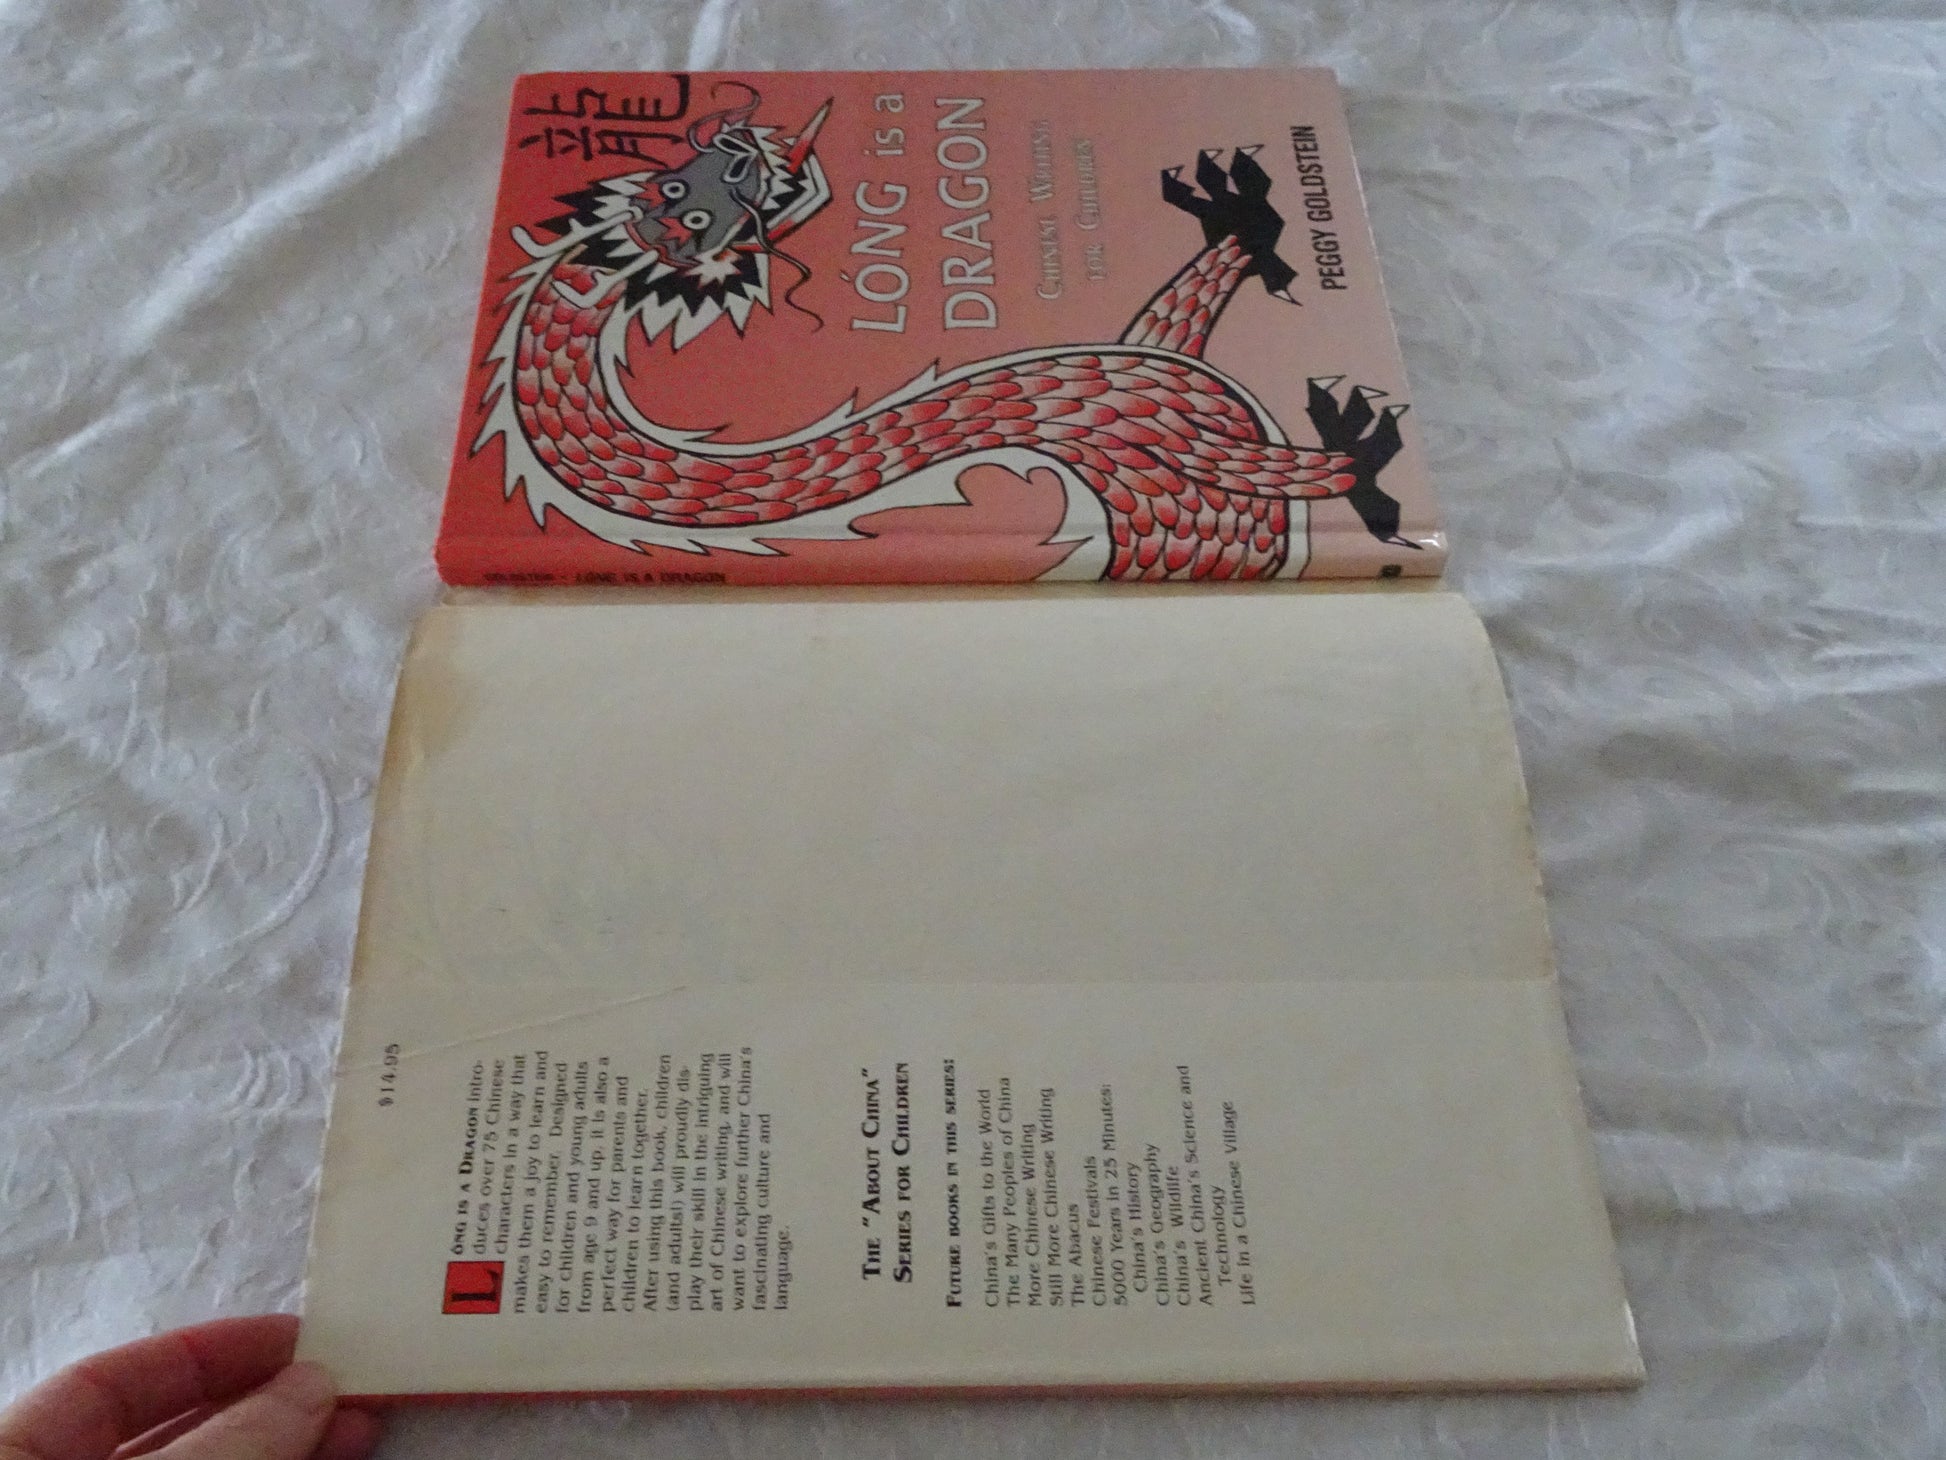 龍
LÓNG is a
DRAGON
CHINESE WRITING
FOR CHILDREN
PEGGY GOLDSTEIN
GOLDSTEIN • LÓNG IS A DRAGON
$14.95
LÓNG IS A DRAGON intro-
duces over 75 Chinese
characters in a way that
makes them a joy to learn and
easy to remember. Designed
for children and young adults
from age 9 and up, it is also a
perfect way for parents and
children to learn together.
After using this book, children
(and adults!) will proudly dis-
play their skill in the intriguing
art of Chinese writing, and will
want to explore further China's
fascinating culture and
language.
THE "ABOUT CHINA"
SERIES FOR CHILDREN
FUTURE BOOKS IN THIS SERIES:
China's Gifts to the World
The Many Peoples of China
More Chinese Writing
Still More Chinese Writing
The Abacus
Chinese Festivals
5000 Years in 25 Minutes:
China's History
China's Geography
China's Wildlife
Ancient China's Science and
Technology
Life in a Chinese Village